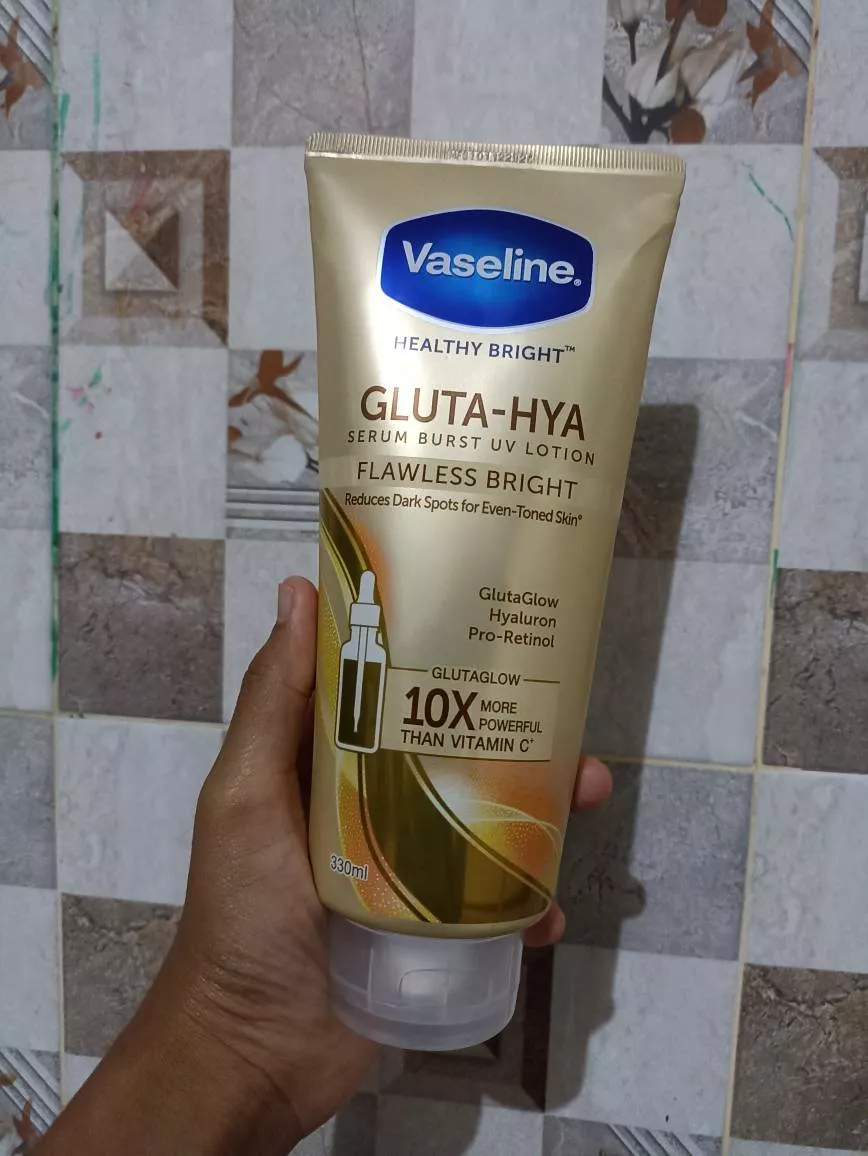 Vaseline®
HEALTHY BRIGHT™
GLUTA-HYA
SERUM BURST UV LOTION
FLAWLESS BRIGHT
Reduces Dark Spots for Even-Toned Skin°
GlutaGlow
Hyaluron
Pro-Retinol
GLUTAGLOW
10X MORE POWERFUL
THAN VITAMIN C⁺
330ml